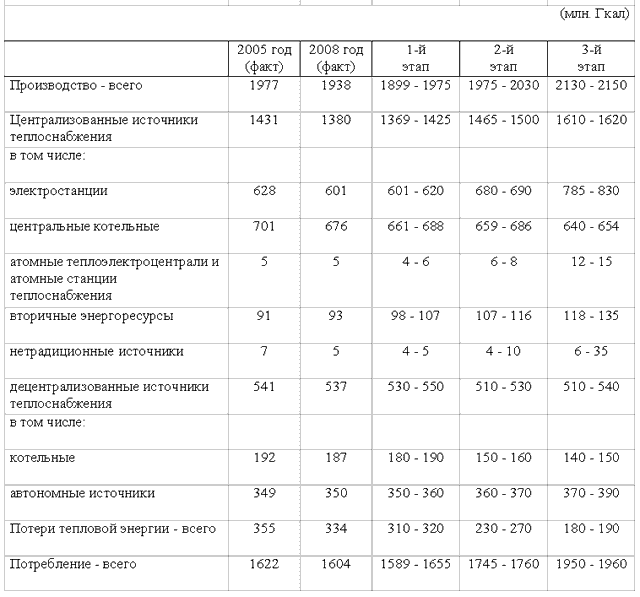 (млн. Гкал)
2005 год 2008 год 1-й 2-й 3-й
(факт) (факт) этап этап этап
Производство - всего 1977 1938 1899 - 1975 1975 - 2030 2130 - 2150
Централизованные источники 1431 1380 1369 - 1425 1465 - 1500 1610 - 1620
теплоснабжения
в том числе:
электростанции 628 601 601 - 620 680 - 690 785 - 830
центральные котельные 701 676 661 - 688 659 - 686 640 - 654
атомные теплоэлектроцентрали и 5 5 4 - 6 6 - 8 12 - 15
атомные станции
теплоснабжения
вторичные энергоресурсы 91 93 98 - 107 107 - 116 118 - 135
нетрадиционные источники 7 5 4 - 5 4 - 10 6 - 35
децентрализованные источники 541 537 530 - 550 510 - 530 510 - 540
теплоснабжения
в том числе:
котельные 192 187 180 - 190 150 - 160 140 - 150
автономные источники 349 350 350 - 360 360 - 370 370 - 390
Потери тепловой энергии - всего 355 334 310 - 320 230 - 270 180 - 190
Потребление - всего 1622 1604 1589 - 1655 1745 - 1760 1950 - 1960